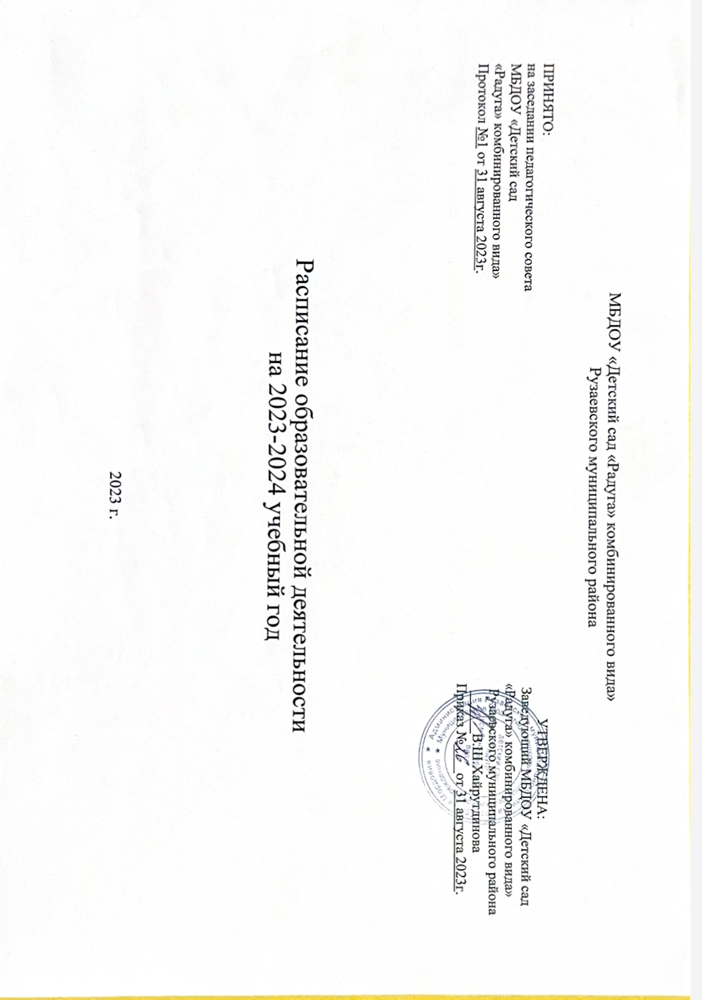 МБДОУ «Детский сад «Радуга» комбинированного вида»
Рузаевского муниципального района
ПРИНЯТО:
на заседании педагогического совета
МБДОУ «Детский сад
«Радуга» комбинированного вида»
Протокол №1 от 31 августа 2023г.
УТВЕРЖДЕНА:
Заведующий МБДОУ «Детский сад
«Радуга» комбинированного вида»
Рузаевского муниципального района
В.Ш.Хайрутдинова
Приказ № от 31 августа 2023г.
Расписание образовательной деятельности
на 2023-2024 учебный год
2023 г.